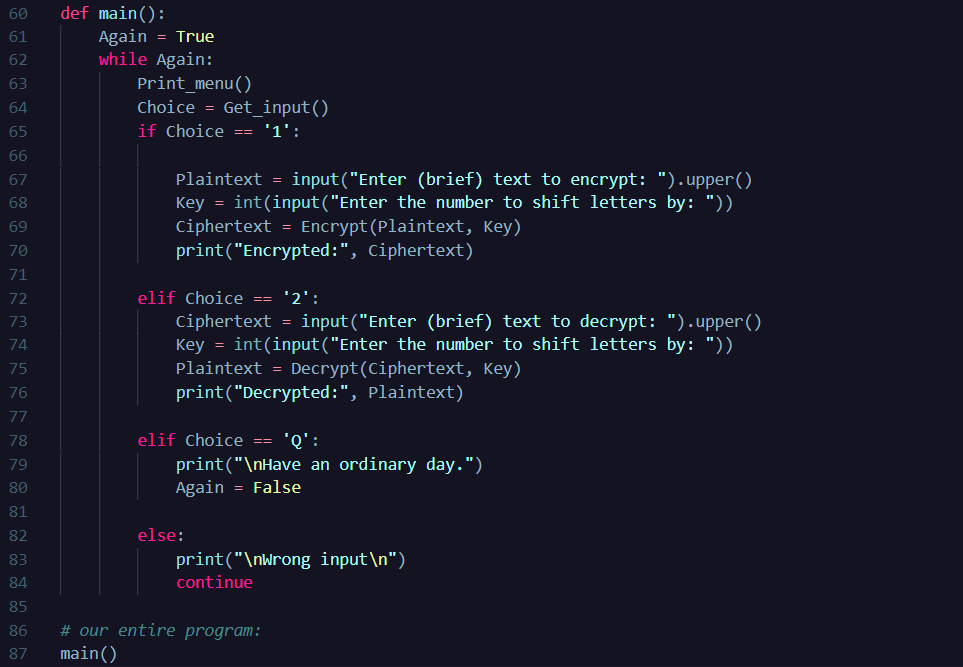 60 def main():
61     Again = True
62     while Again:
63         Print_menu()
64         Choice = Get_input()
65         if Choice == '1':
66
67             Plaintext = input("Enter (brief) text to encrypt: ").upper()
68             Key = int(input("Enter the number to shift letters by: "))
69             Ciphertext = Encrypt(Plaintext, Key)
70             print("Encrypted:", Ciphertext)
71
72         elif Choice == '2':
73             Ciphertext = input("Enter (brief) text to decrypt: ").upper()
74             Key = int(input("Enter the number to shift letters by: "))
75             Plaintext = Decrypt(Ciphertext, Key)
76             print("Decrypted:", Plaintext)
77
78         elif Choice == 'Q':
79             print("\nHave an ordinary day.")
80             Again = False
81
82         else:
83             print("\nWrong input\n")
84             continue
85
86 # our entire program:
87 main()